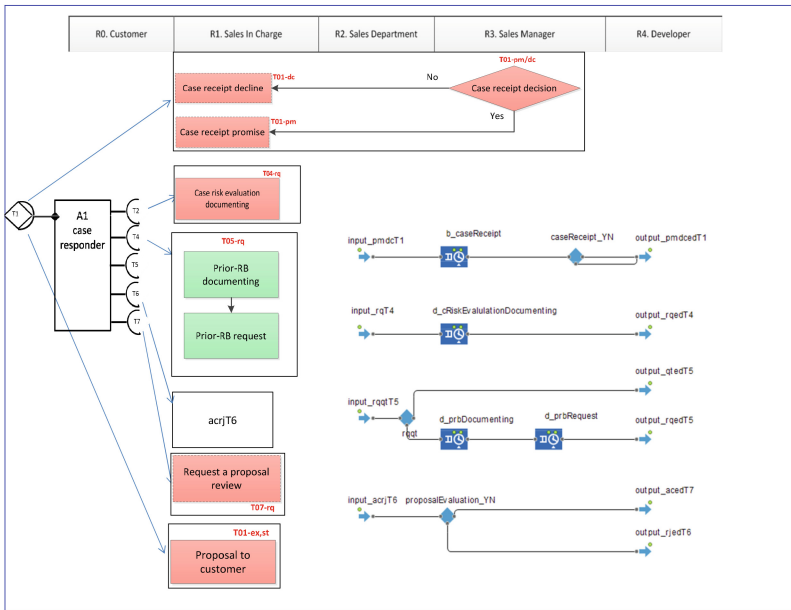 R0. Customer
R1. Sales In Charge
R2. Sales Department
R3. Sales Manager
R4. Developer
T01-pm/dc
T01-dc
No
Case receipt decline
Case receipt decision
Yes
T01-pm
Case receipt promise
T04-rq
Case risk evaluation
documenting
T1
A1
case
responder
T2
T4
T5
T6
T7
T05-rq
Prior-RB
documenting
Prior-RB request
acrjT6
Request a proposal
review
T07-rq
T01-ex,st
Proposal to
customer
input_pmdcT1
b_caseReceipt
caseReceipt_YN
output_pmdcedT1
input_rqT4
d_cRiskEvalulationDocumenting
output_rqedT4
output_qtedT5
input_rqqtT5
rqqt
d_prbDocumenting
d_prbRequest
output_rqedT5
input_acrjT6
proposalEvaluation_YN
output_acedT7
output_rjedT6